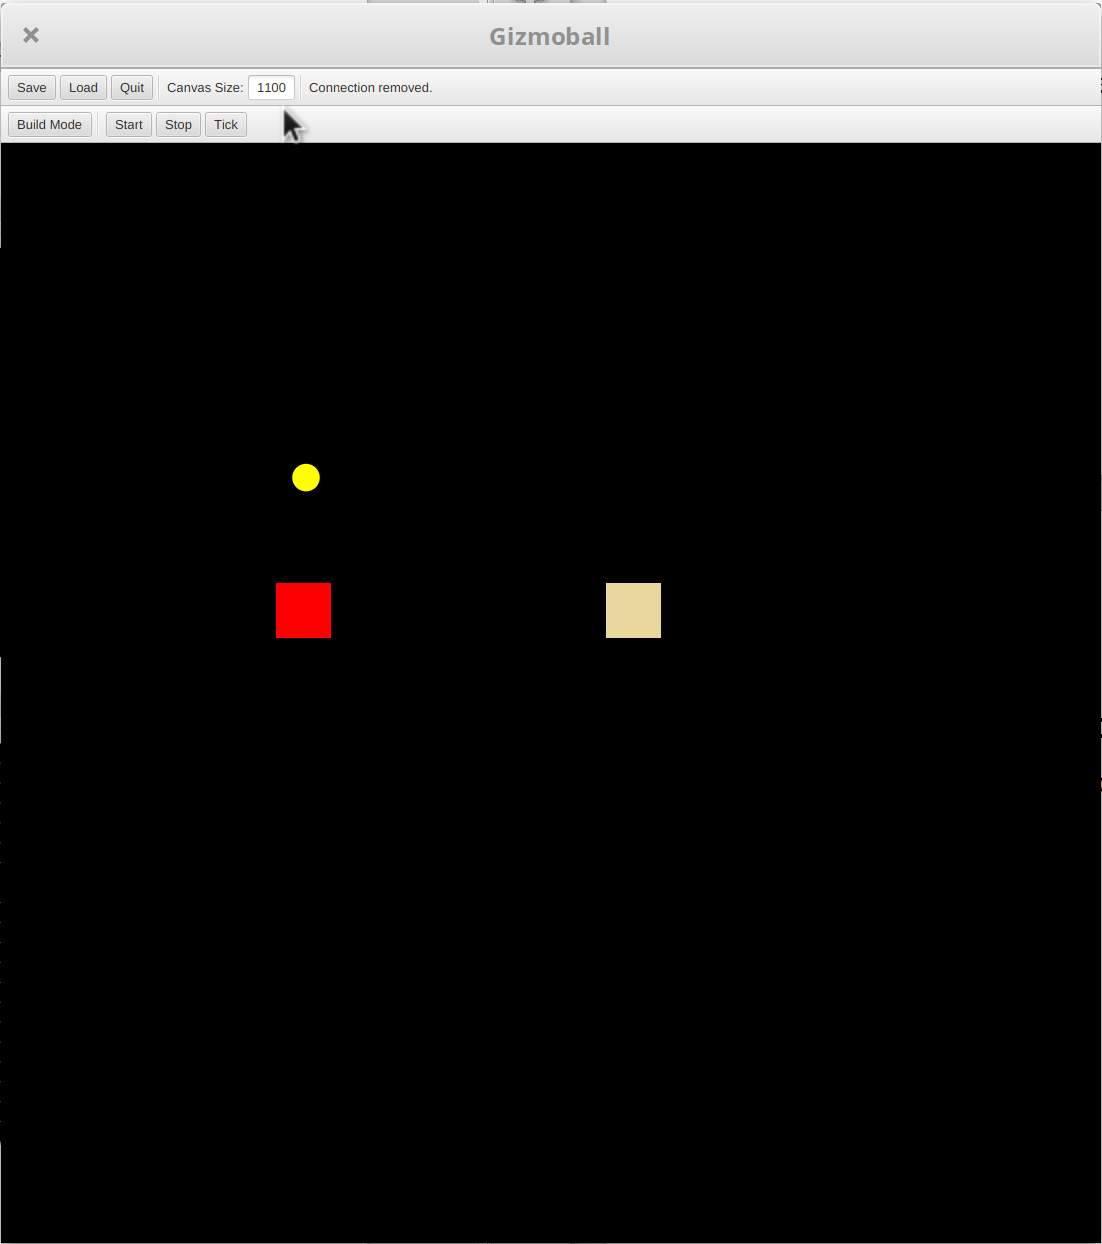 Gizmoball
Save Load Quit Canvas Size: 1100 Connection removed.
Build Mode Start Stop Tick